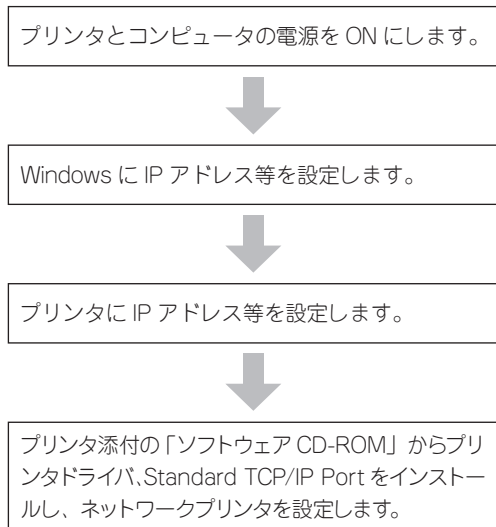 プリンタとコンピュータの電源を ON にします。
Windows に IP アドレス等を設定します。
プリンタに IP アドレス等を設定します。
プリンタ添付の「ソフトウェア CD-ROM」からプリ
ンタドライバ、Standard TCP/IP Port をインストー
ルし、ネットワークプリンタを設定します。